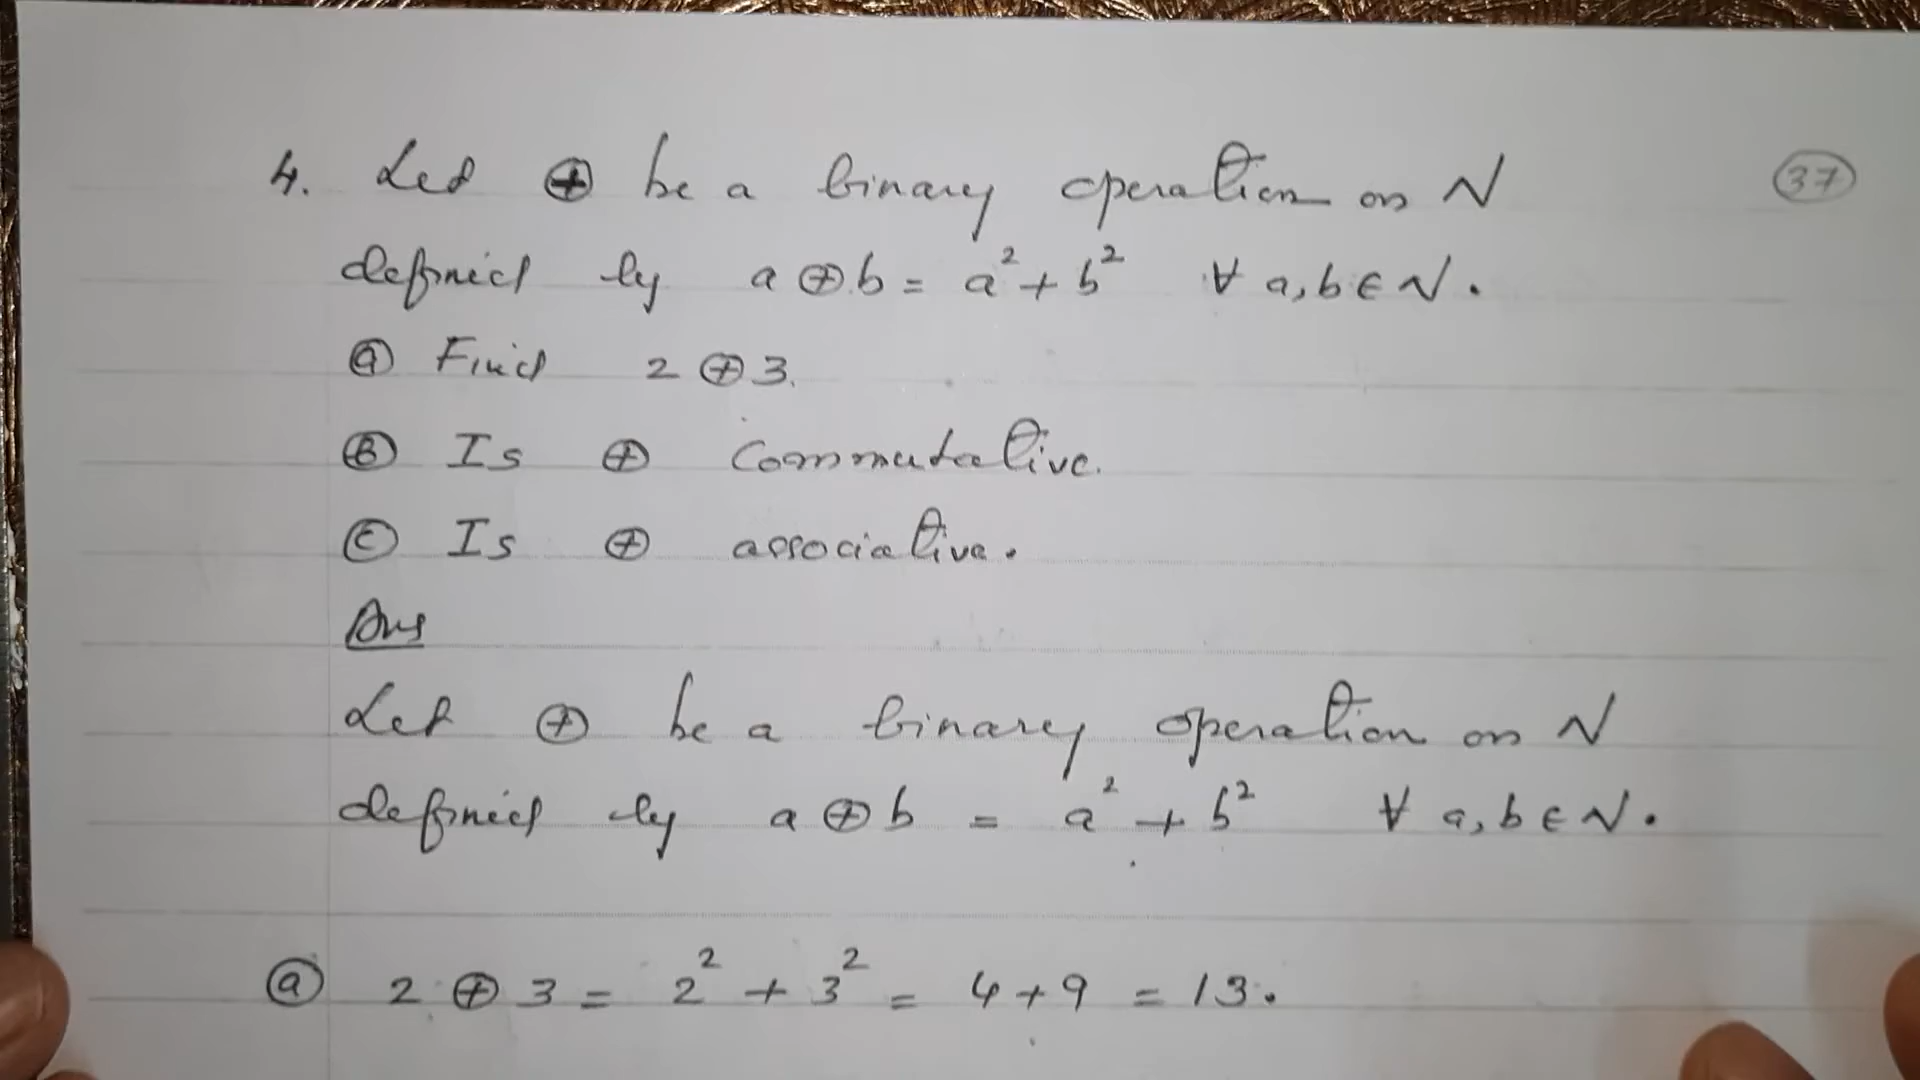 4. Let ⊕ be a binary operation on N
37
defined by a ⊕ b = a² + b² ∀ a, b ∈ N.
ⓐ Find 2 ⊕ 3.
Ⓑ Is ⊕ Commutative.
Ⓒ Is ⊕ associative.
Ans
Let ⊕ be a binary operation on N
defined by a ⊕ b = a² + b² ∀ a, b ∈ N.
ⓐ 2 ⊕ 3 = 2² + 3² = 4 + 9 = 13.